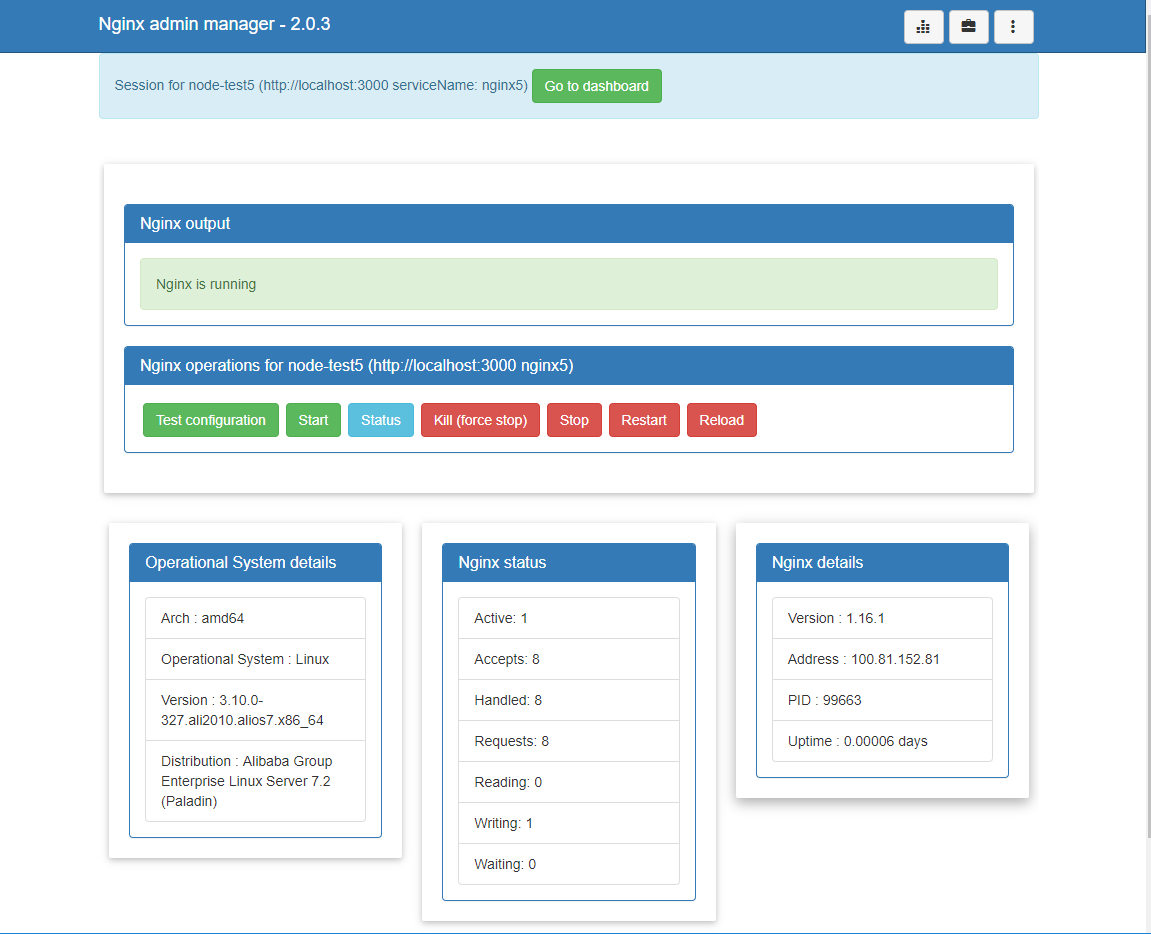 Nginx admin manager - 2.0.3
Session for node-test5 (http://localhost:3000 serviceName: nginx5) Go to dashboard
Nginx output
Nginx is running
Nginx operations for node-test5 (http://localhost:3000 nginx5)
Test configuration Start Status Kill (force stop) Stop Restart Reload
Operational System details
Arch : amd64
Operational System : Linux
Version : 3.10.0-
327.ali2010.alios7.x86_64
Distribution : Alibaba Group
Enterprise Linux Server 7.2
(Paladin)
Nginx status
Active: 1
Accepts: 8
Handled: 8
Requests: 8
Reading: 0
Writing: 1
Waiting: 0
Nginx details
Version : 1.16.1
Address : 100.81.152.81
PID : 99663
Uptime : 0.00006 days